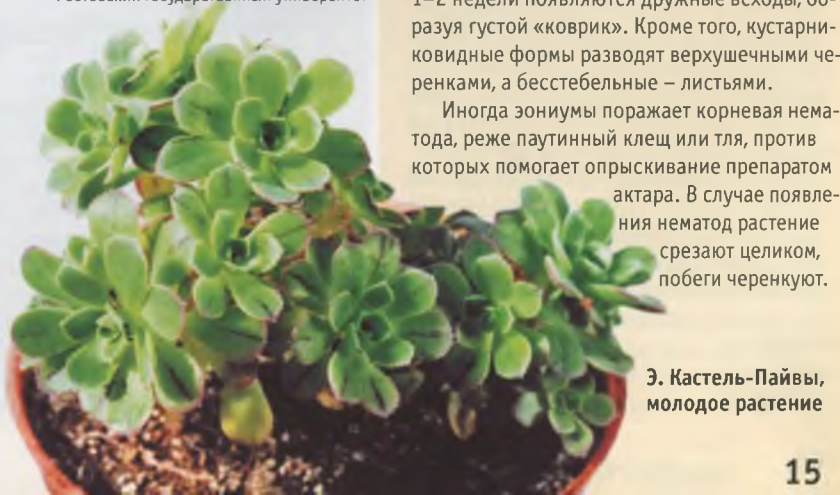 1–2 недели появляются дружные всходы, об-
разуя густой «коврик». Кроме того, кустарни-
ковидные формы разводят верхушечными че-
ренками, а бесстебельные – листьями.
Иногда эониумы поражает корневая нема-
тода, реже паутинный клещ или тля, против
которых помогает опрыскивание препаратом
актара. В случае появле-
ния нематод растение
срезают целиком,
побеги черенкуют.
Э. Кастель-Пайвы,
молодое растение
15